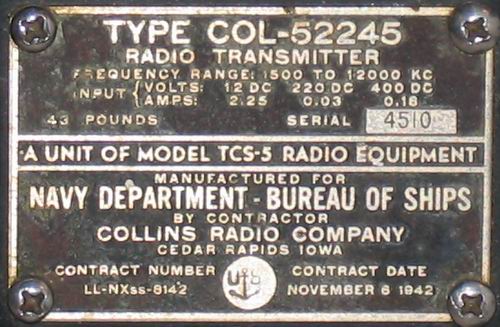 TYPE COL-52245
RADIO TRANSMITTER
FREQUENCY RANGE: 1500 TO 12000 KC
INPUT { VOLTS: 12 DC 220 DC 400 DC
AMPS: 2.25 0.03 0.18
43 POUNDS SERIAL 4510
A UNIT OF MODEL TCS-5 RADIO EQUIPMENT
MANUFACTURED FOR
NAVY DEPARTMENT - BUREAU OF SHIPS
BY CONTRACTOR
COLLINS RADIO COMPANY
CEDAR RAPIDS IOWA
CONTRACT NUMBER U S CONTRACT DATE
LL-NXss-8142 NOVEMBER 6 1942